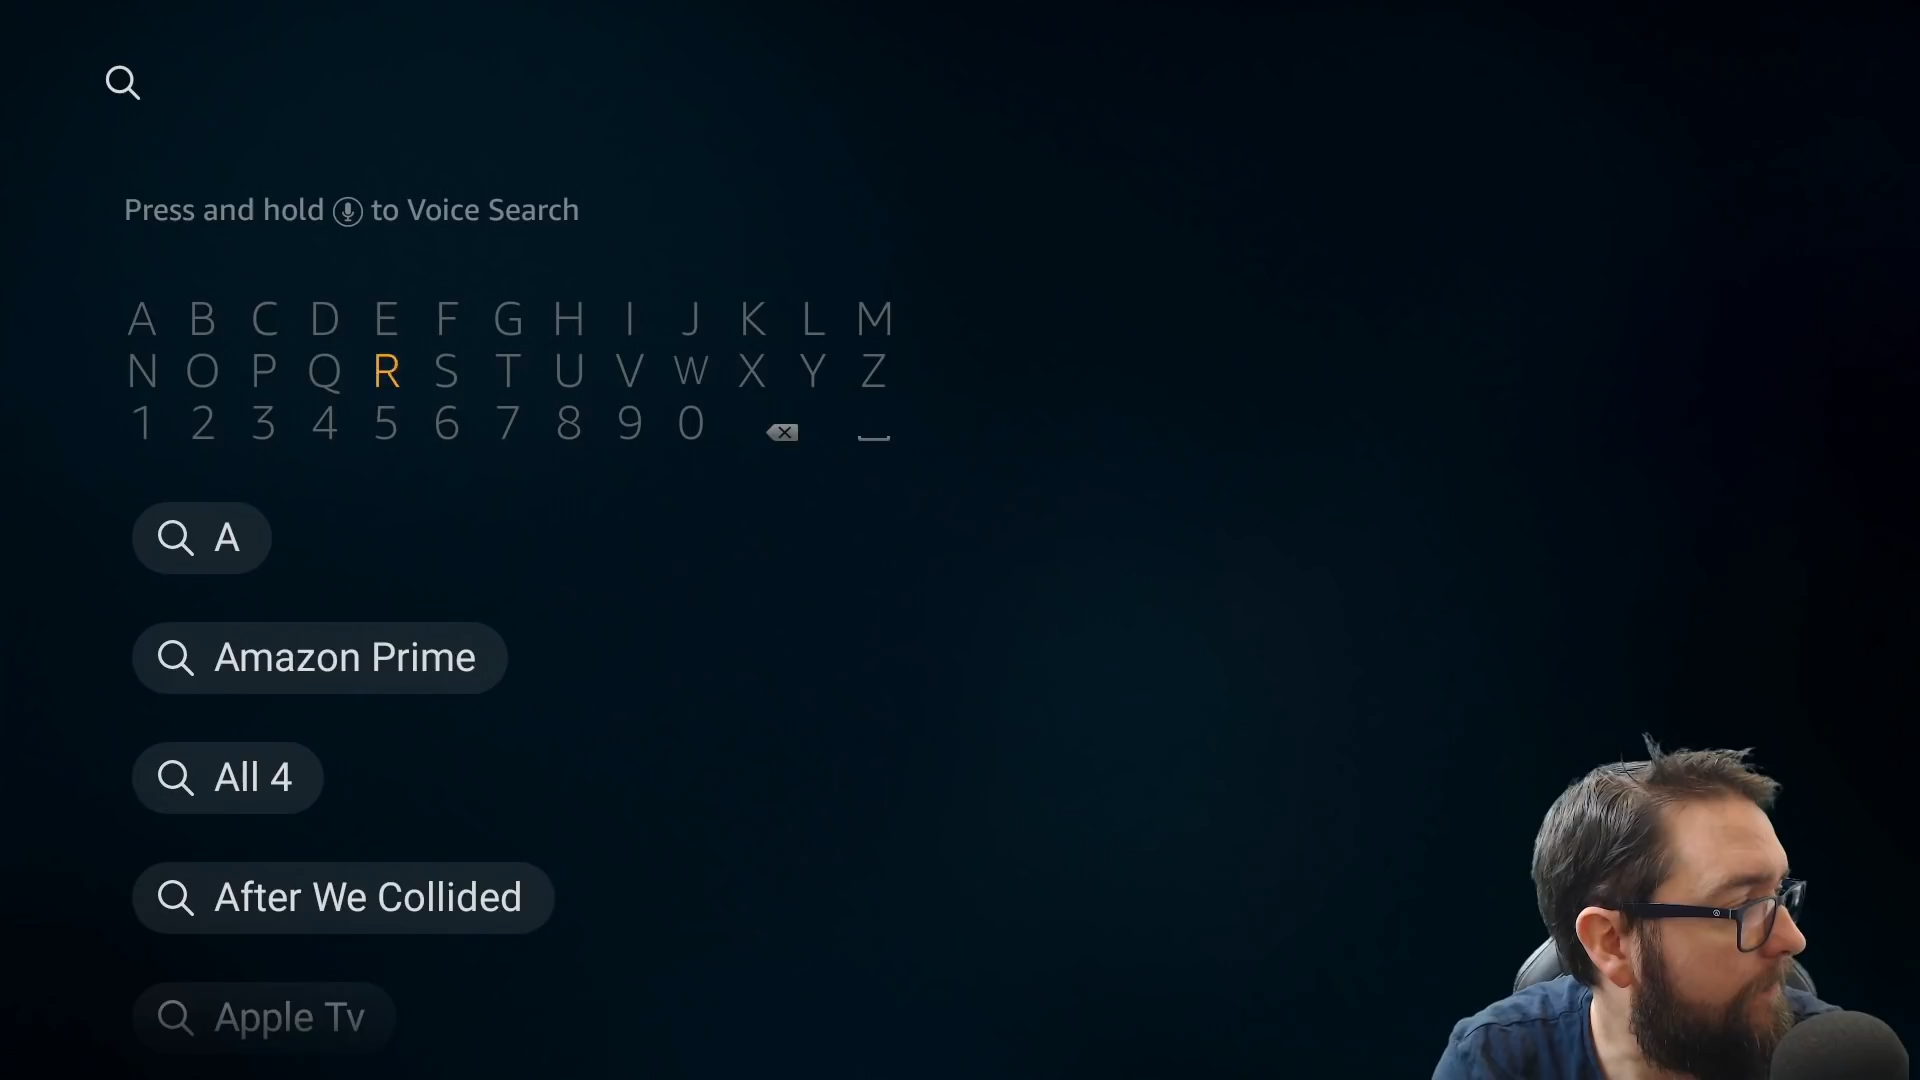 Press and hold to Voice Search
A B C D E F G H I J K L M
N O P Q R S T U V W X Y Z
1 2 3 4 5 6 7 8 9 0
A
Amazon Prime
All 4
After We Collided
Apple Tv